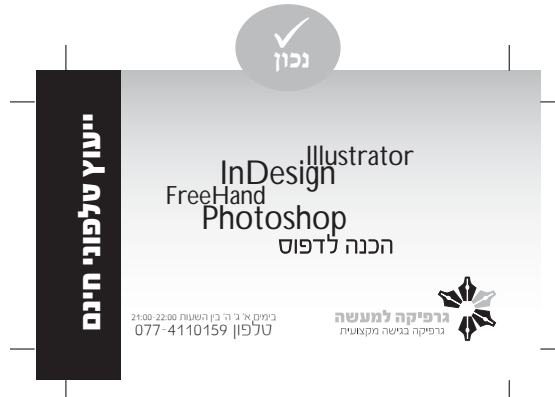 נכון
ייעוץ טלפוני חינם
Illustrator
InDesign
FreeHand
Photoshop
הכנה לדפוס
בימים א' ג' ה' בין השעות 21:00-22:00
טלפון 077-4110159
גרפיקה למעשה
גרפיקה בגישה מקצועית